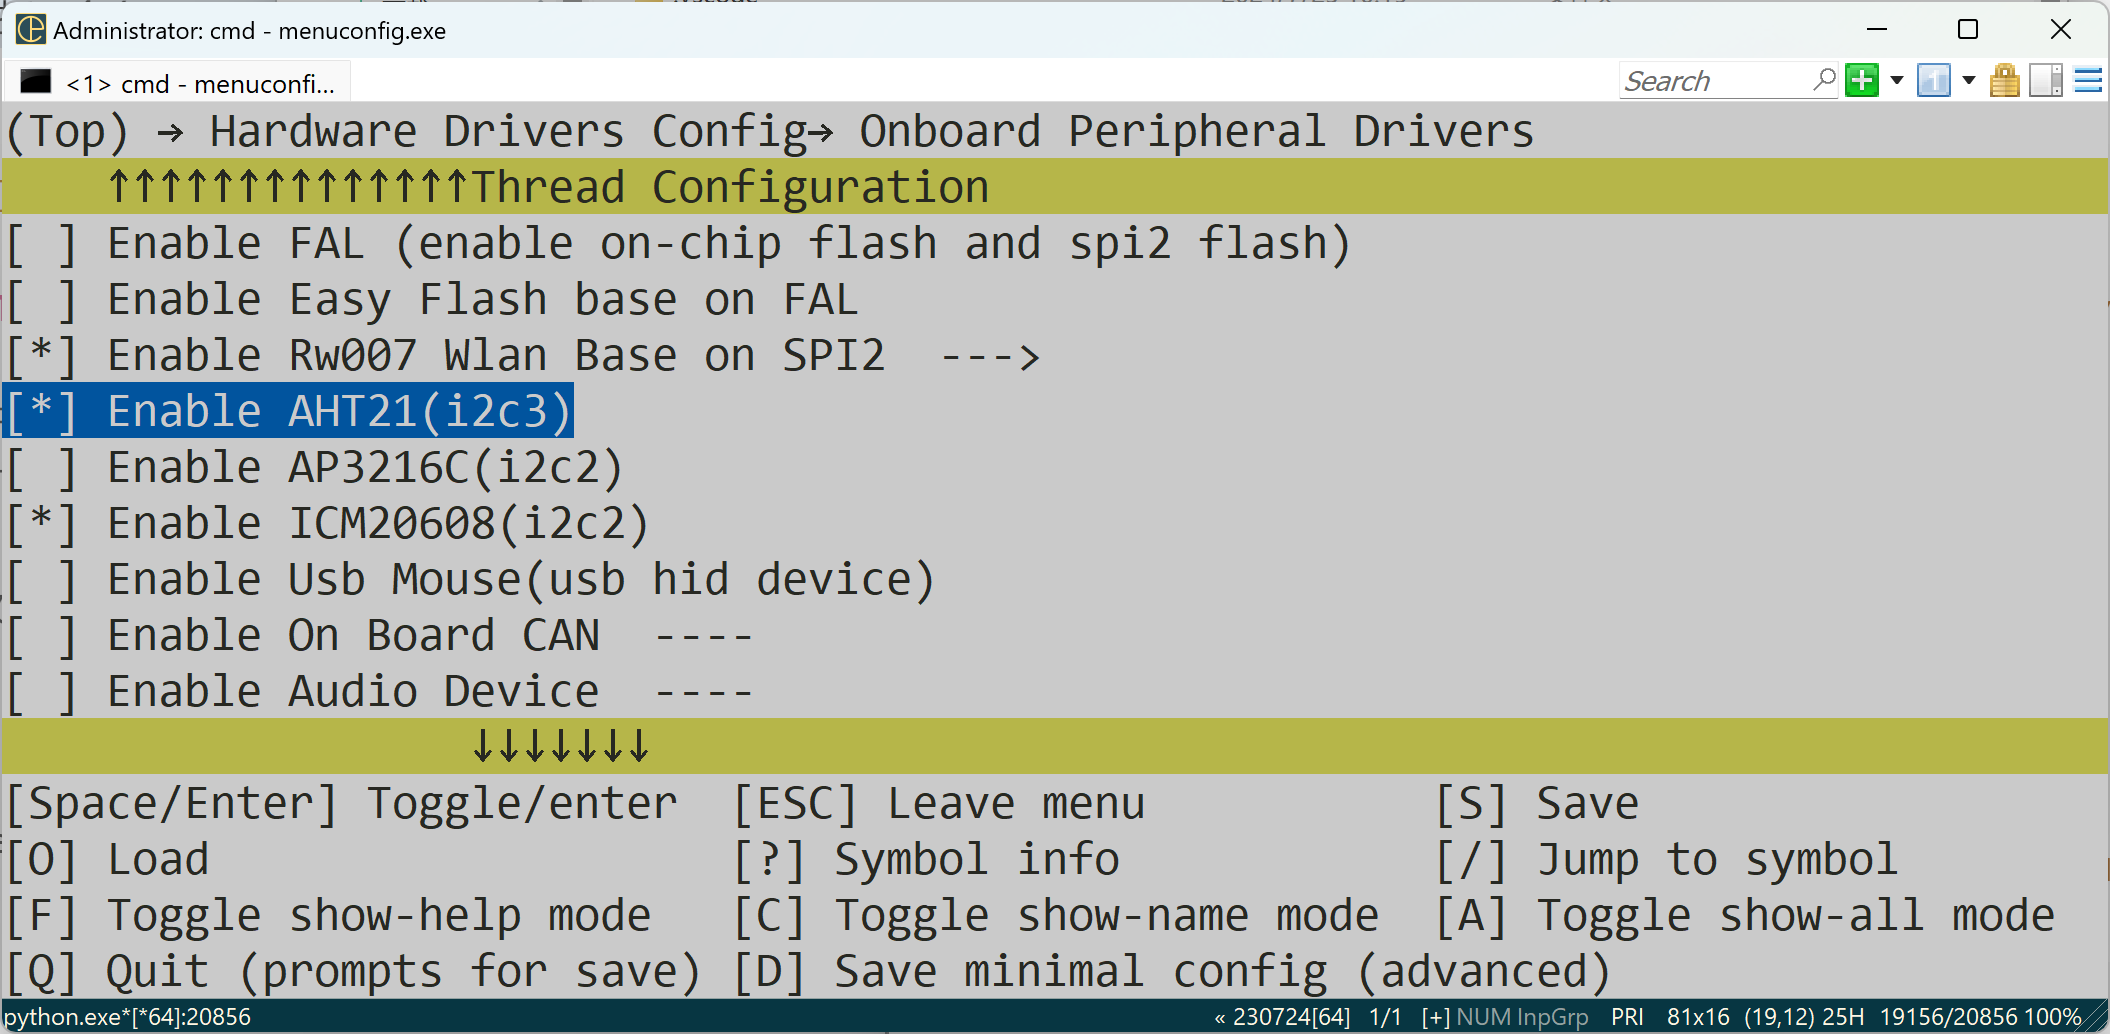 Administrator: cmd - menuconfig.exe
<1> cmd - menuconfi...
Search
1
(Top) → Hardware Drivers Config→ Onboard Peripheral Drivers
↑↑↑↑↑↑↑↑↑↑↑↑↑↑Thread Configuration
[ ] Enable FAL (enable on-chip flash and spi2 flash)
[ ] Enable Easy Flash base on FAL
[*] Enable Rw007 Wlan Base on SPI2  --->
[*] Enable AHT21(i2c3)
[ ] Enable AP3216C(i2c2)
[*] Enable ICM20608(i2c2)
[ ] Enable Usb Mouse(usb hid device)
[ ] Enable On Board CAN  ----
[ ] Enable Audio Device  ----
↓↓↓↓↓↓↓
[Space/Enter] Toggle/enter  [ESC] Leave menu           [S] Save
[O] Load                    [?] Symbol info            [/] Jump to symbol
[F] Toggle show-help mode   [C] Toggle show-name mode  [A] Toggle show-all mode
[Q] Quit (prompts for save) [D] Save minimal config (advanced)
python.exe*[*64]:20856 « 230724[64] 1/1 [+] NUM InpGrp PRI 81x16 (19,12) 25H 19156/20856 100%